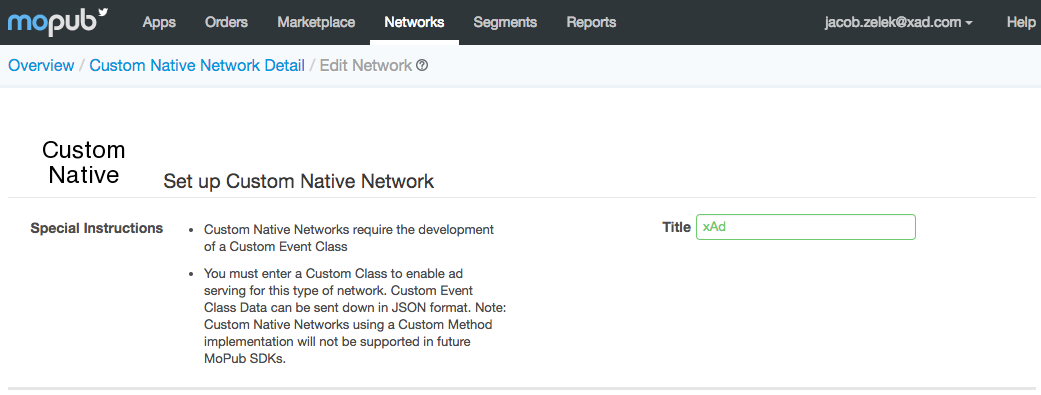 mopub Apps Orders Marketplace Networks Segments Reports jacob.zelek@xad.com Help
Overview / Custom Native Network Detail / Edit Network ?
Custom
Native
Set up Custom Native Network
Special Instructions
• Custom Native Networks require the development
of a Custom Event Class
• You must enter a Custom Class to enable ad
serving for this type of network. Custom Event
Class Data can be sent down in JSON format. Note:
Custom Native Networks using a Custom Method
implementation will not be supported in future
MoPub SDKs.
Title xAd